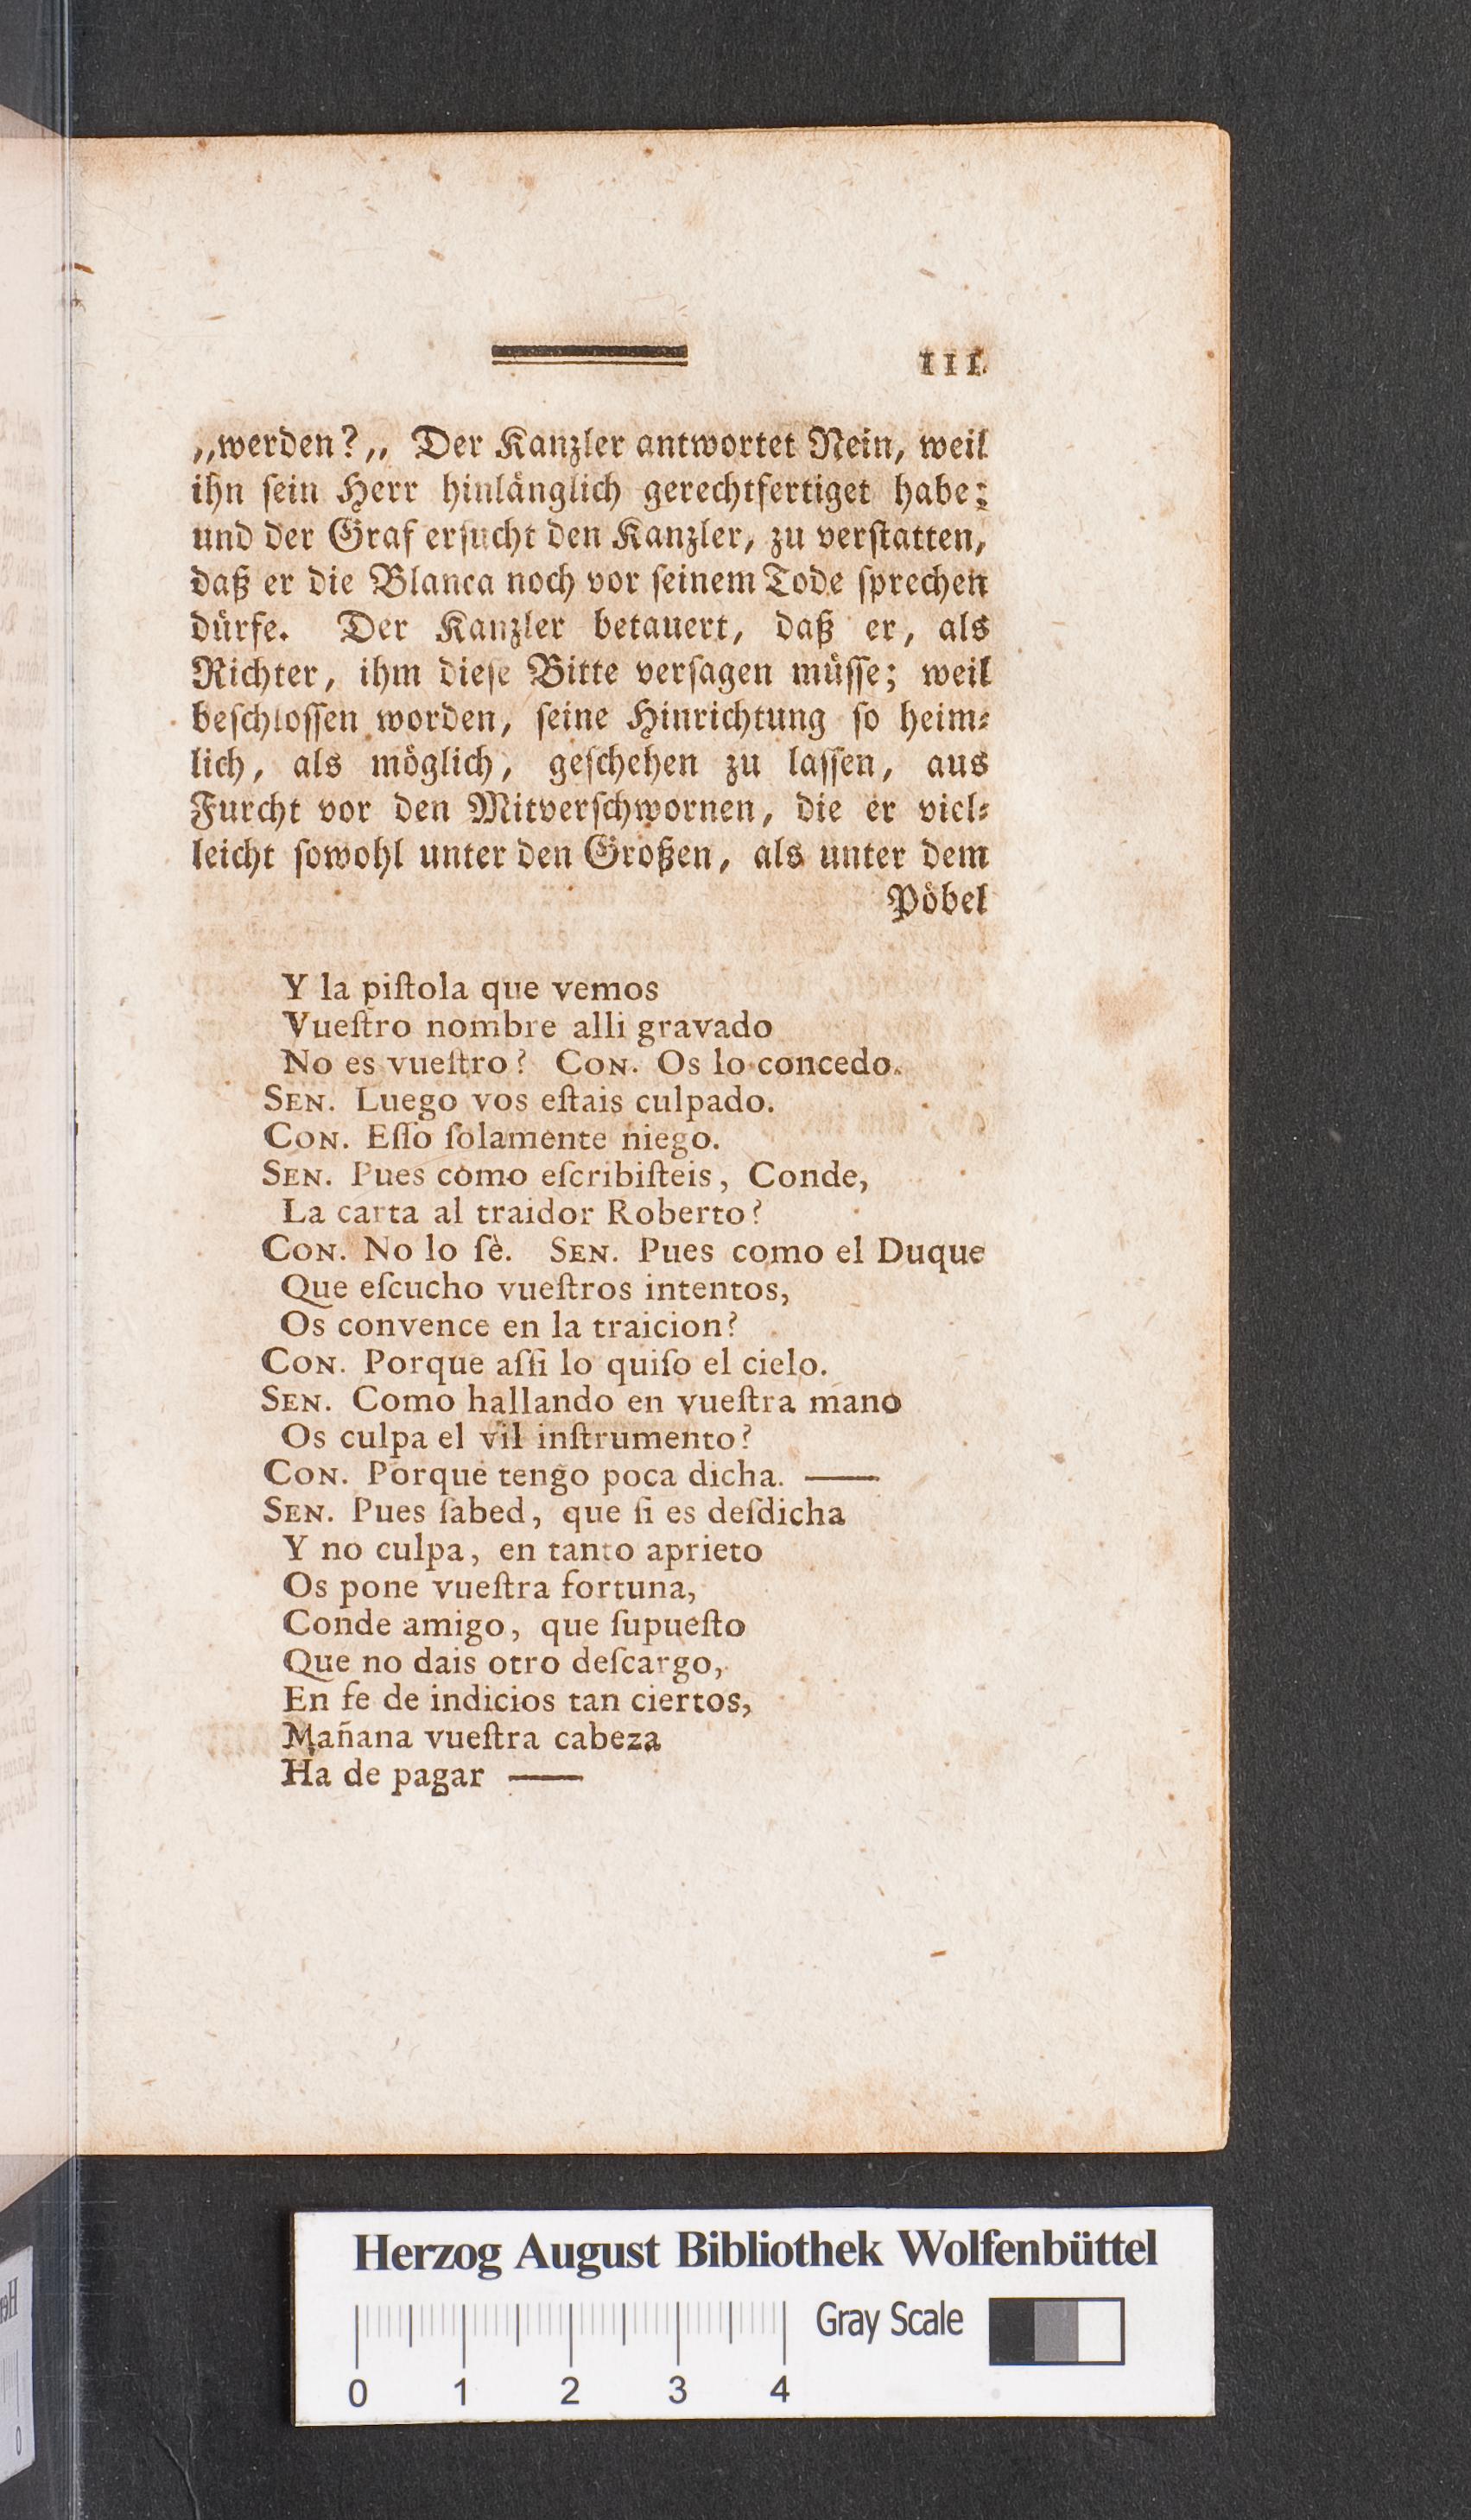 111
„werden?„ Der Kanzler antwortet Nein, weil
ihn ſein Herr hinlänglich gerechtfertiget habe;
und der Graf erſucht den Kanzler, zu verſtatten,
daß er die Blanca noch vor ſeinem Tode ſprechen
dürfe. Der Kanzler betauert, daß er, als
Richter, ihm dieſe Bitte verſagen müſſe; weil
beſchloſſen worden, ſeine Hinrichtung ſo heim⸗
lich, als möglich, geſchehen zu laſſen, aus
Furcht vor den Mitverſchwornen, die er viel⸗
leicht ſowohl unter den Großen, als unter dem
Pöbel
Y la piſtola que vemos
Vueſtro nombre alli gravado
No es vueſtro? CON. Os lo concedo.
SEN. Luego vos eſtais culpado.
CON. Eſſo ſolamente niego.
SEN. Pues como eſcribiſteis, Conde,
La carta al traidor Roberto?
CON. No lo ſè. SEN. Pues como el Duque
Que eſcucho vueſtros intentos,
Os convence en la traicion?
CON. Porque aſſi lo quiſo el cielo.
SEN. Como hallando en vueſtra mano
Os culpa el vil inſtrumento?
CON. Porque tengo poca dicha. ——
SEN. Pues ſabed, que ſi es deſdicha
Y no culpa, en tanto aprieto
Os pone vueſtra fortuna,
Conde amigo, que ſupueſto
Que no dais otro deſcargo,
En fe de indicios tan ciertos,
Mañana vueſtra cabeza
Ha de pagar ——
Herzog August Bibliothek Wolfenbüttel
Gray Scale
0 1 2 3 4